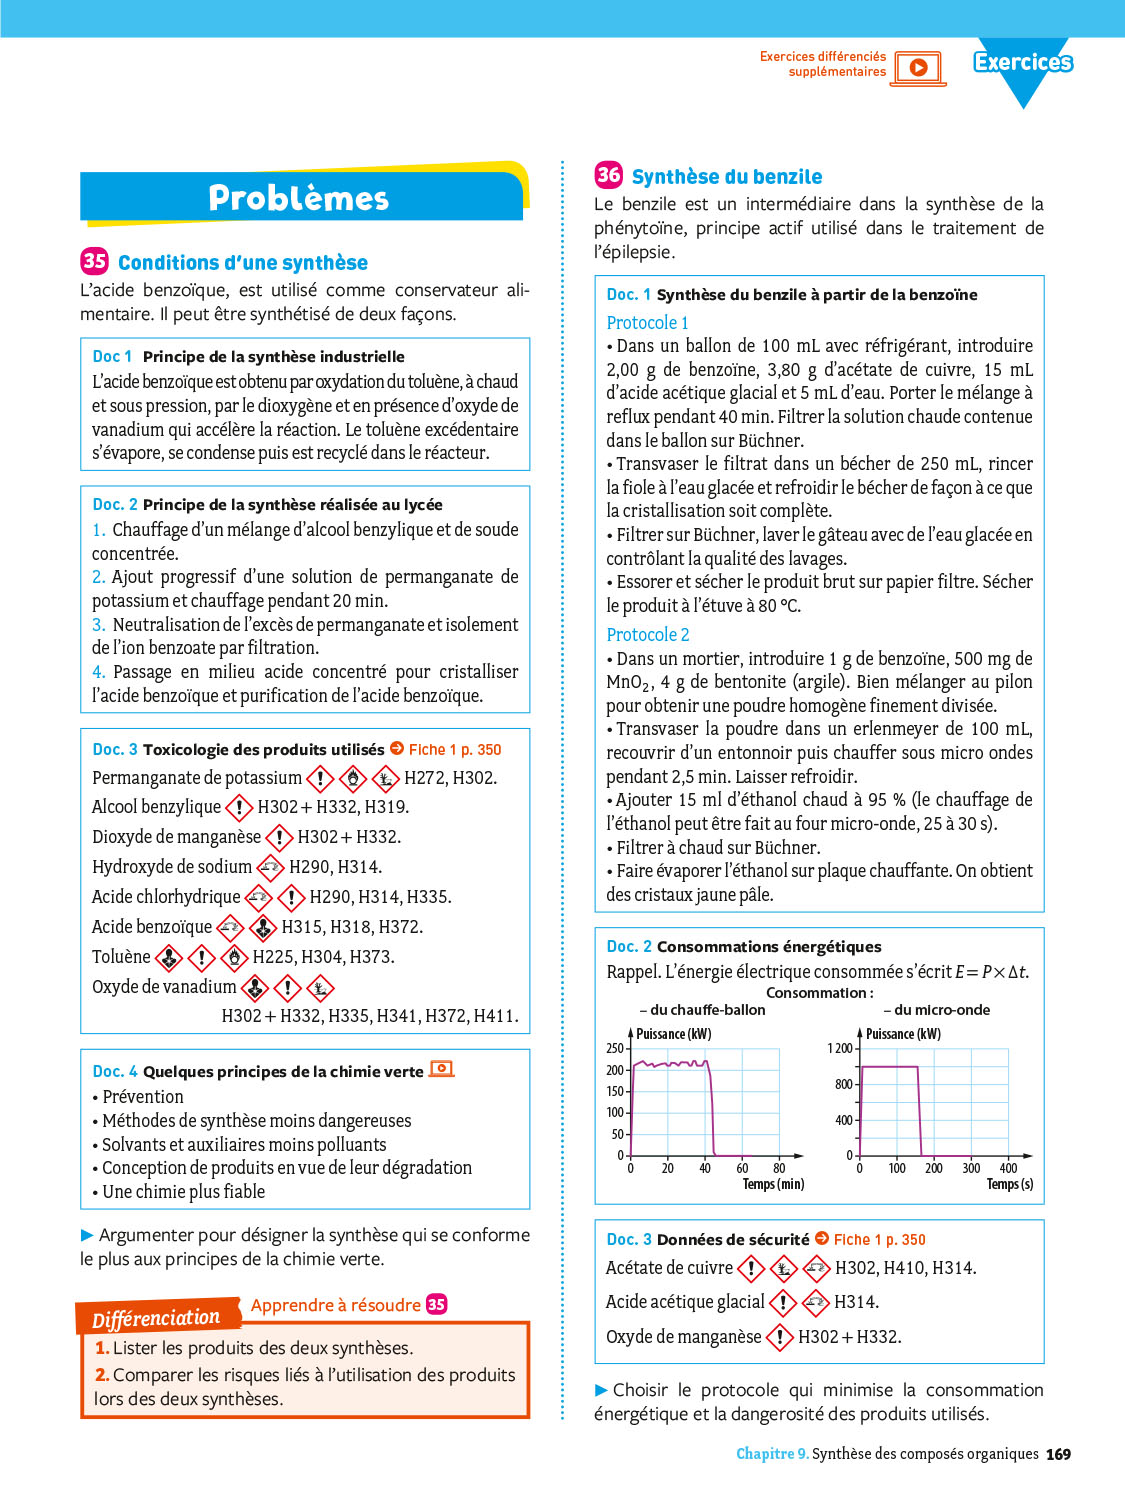 Exercices différenciés
supplémentaires
Exercices
Problèmes
35 Conditions d'une synthèse
L'acide benzoïque, est utilisé comme conservateur ali-
mentaire. Il peut être synthétisé de deux façons.
Doc 1 Principe de la synthèse industrielle
L'acide benzoïque est obtenu par oxydation du toluène, à chaud
et sous pression, par le dioxygène et en présence d'oxyde de
vanadium qui accélère la réaction. Le toluène excédentaire
s'évapore, se condense puis est recyclé dans le réacteur.
Doc. 2 Principe de la synthèse réalisée au lycée
1. Chauffage d'un mélange d'alcool benzylique et de soude
concentrée.
2. Ajout progressif d'une solution de permanganate de
potassium et chauffage pendant 20 min.
3. Neutralisation de l'excès de permanganate et isolement
de l'ion benzoate par filtration.
4. Passage en milieu acide concentré pour cristalliser
l'acide benzoïque et purification de l'acide benzoïque.
Doc. 3 Toxicologie des produits utilisés Fiche 1 p. 350
Permanganate de potassium H272, H302.
Alcool benzylique H302 + H332, H319.
Dioxyde de manganèse H302 + H332.
Hydroxyde de sodium H290, H314.
Acide chlorhydrique H290, H314, H335.
Acide benzoïque H315, H318, H372.
Toluène H225, H304, H373.
Oxyde de vanadium
H302 + H332, H335, H341, H372, H411.
Doc. 4 Quelques principes de la chimie verte
• Prévention
• Méthodes de synthèse moins dangereuses
• Solvants et auxiliaires moins polluants
• Conception de produits en vue de leur dégradation
• Une chimie plus fiable
▶ Argumenter pour désigner la synthèse qui se conforme
le plus aux principes de la chimie verte.
Différenciation Apprendre à résoudre 35
1. Lister les produits des deux synthèses.
2. Comparer les risques liés à l'utilisation des produits
lors des deux synthèses.
36 Synthèse du benzile
Le benzile est un intermédiaire dans la synthèse de la
phénytoïne, principe actif utilisé dans le traitement de
l'épilepsie.
Doc. 1 Synthèse du benzile à partir de la benzoïne
Protocole 1
• Dans un ballon de 100 mL avec réfrigérant, introduire
2,00 g de benzoïne, 3,80 g d'acétate de cuivre, 15 mL
d'acide acétique glacial et 5 mL d'eau. Porter le mélange à
reflux pendant 40 min. Filtrer la solution chaude contenue
dans le ballon sur Büchner.
• Transvaser le filtrat dans un bécher de 250 mL, rincer
la fiole à l'eau glacée et refroidir le bécher de façon à ce que
la cristallisation soit complète.
• Filtrer sur Büchner, laver le gâteau avec de l'eau glacée en
contrôlant la qualité des lavages.
• Essorer et sécher le produit brut sur papier filtre. Sécher
le produit à l'étuve à 80 °C.
Protocole 2
• Dans un mortier, introduire 1 g de benzoïne, 500 mg de
MnO₂, 4 g de bentonite (argile). Bien mélanger au pilon
pour obtenir une poudre homogène finement divisée.
• Transvaser la poudre dans un erlenmeyer de 100 mL,
recouvrir d'un entonnoir puis chauffer sous micro ondes
pendant 2,5 min. Laisser refroidir.
• Ajouter 15 ml d'éthanol chaud à 95 % (le chauffage de
l'éthanol peut être fait au four micro-onde, 25 à 30 s).
• Filtrer à chaud sur Büchner.
• Faire évaporer l'éthanol sur plaque chauffante. On obtient
des cristaux jaune pâle.
Doc. 2 Consommations énergétiques
Rappel. L'énergie électrique consommée s'écrit E = P × Δt.
Consommation :
– du chauffe-ballon
Puissance (kW)
250
200
150
100
50
0
0 20 40 60 80
Temps (min)
– du micro-onde
Puissance (kW)
1 200
800
400
0
0 100 200 300 400
Temps (s)
Doc. 3 Données de sécurité Fiche 1 p. 350
Acétate de cuivre H302, H410, H314.
Acide acétique glacial H314.
Oxyde de manganèse H302 + H332.
▶ Choisir le protocole qui minimise la consommation
énergétique et la dangerosité des produits utilisés.
Chapitre 9. Synthèse des composés organiques 169